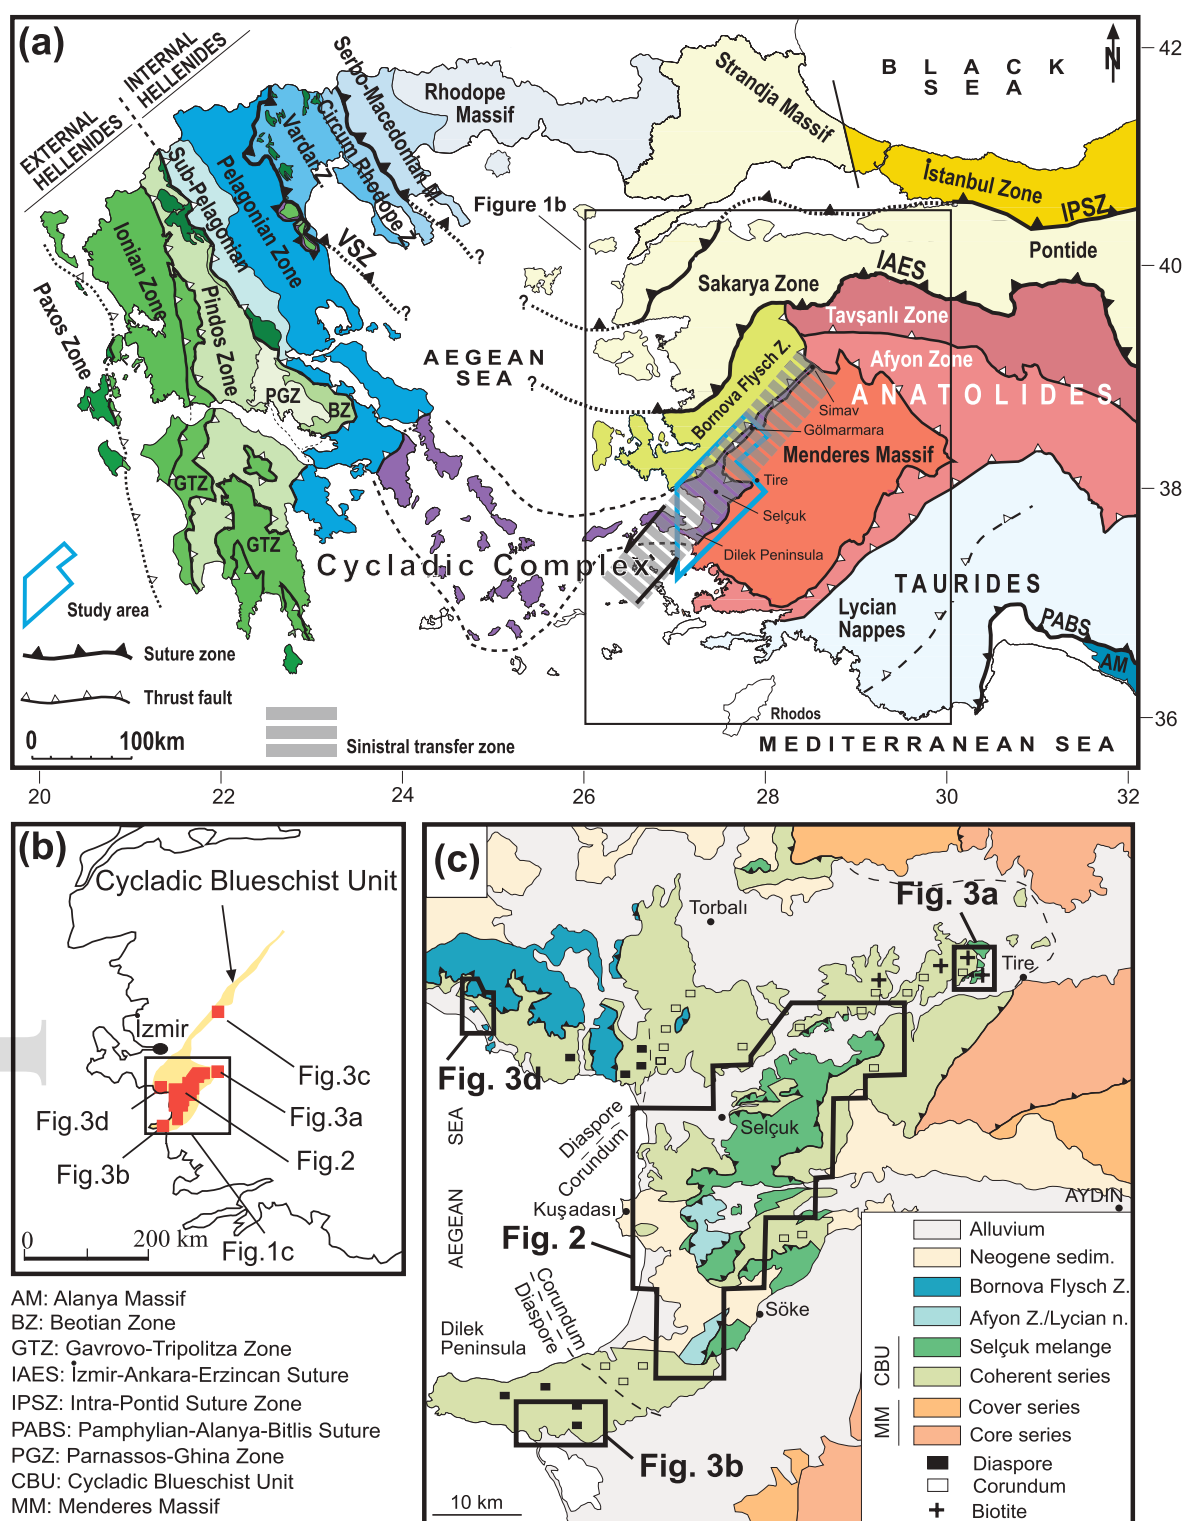 (a)
EXTERNAL
HELLENIDES
INTERNAL
HELLENIDES
Serbo-Macedonian M.
Circum Rhodope Z
Vardar Z.
Rhodope
Massif
Strandja Massif
BLACK
SEA
N
42
İstanbul Zone
IPSZ
Pontide
Sub-Pelagonian
Pelagonian Zone
Ionian Zone
Pindos Zone
Paxos Zone
VSZ
?
?
Figure 1b
40
IAES
Sakarya Zone
?
Tavşanlı Zone
Afyon Zone
ANATOLIDES
AEGEAN
SEA
?
Bornova Flysch Z.
PGZ
BZ
Simav
Gölmarmara
Menderes Massif
GTZ
Tire
38
Selçuk
GTZ
Dilek Peninsula
Cycladic Complex
TAURIDES
Lycian
Nappes
PABS
AM
Study area
Suture zone
Thrust fault
Rhodos
36
0 100km
Sinistral transfer zone
MEDITERRANEAN SEA
20 22 24 26 28 30 32
(b)
Cycladic Blueschist Unit
İzmir
Fig.3c
Fig.3d
Fig.3a
Fig.3b
Fig.2
0 200 km
Fig.1c
(c)
Torbalı
Fig. 3a
Tire
Fig. 3d
SEA
AEGEAN
Diaspore
Corundum
Selçuk
Kuşadası
Fig. 2
AYDIN
Corundum
Diaspore
Söke
Dilek
Peninsula
Fig. 3b
10 km
Alluvium
Neogene sedim.
Bornova Flysch Z.
Afyon Z./Lycian n.
CBU
Selçuk melange
Coherent series
MM
Cover series
Core series
Diaspore
Corundum
Biotite
AM: Alanya Massif
BZ: Beotian Zone
GTZ: Gavrovo-Tripolitza Zone
IAES: İzmir-Ankara-Erzincan Suture
IPSZ: Intra-Pontid Suture Zone
PABS: Pamphylian-Alanya-Bitlis Suture
PGZ: Parnassos-Ghina Zone
CBU: Cycladic Blueschist Unit
MM: Menderes Massif